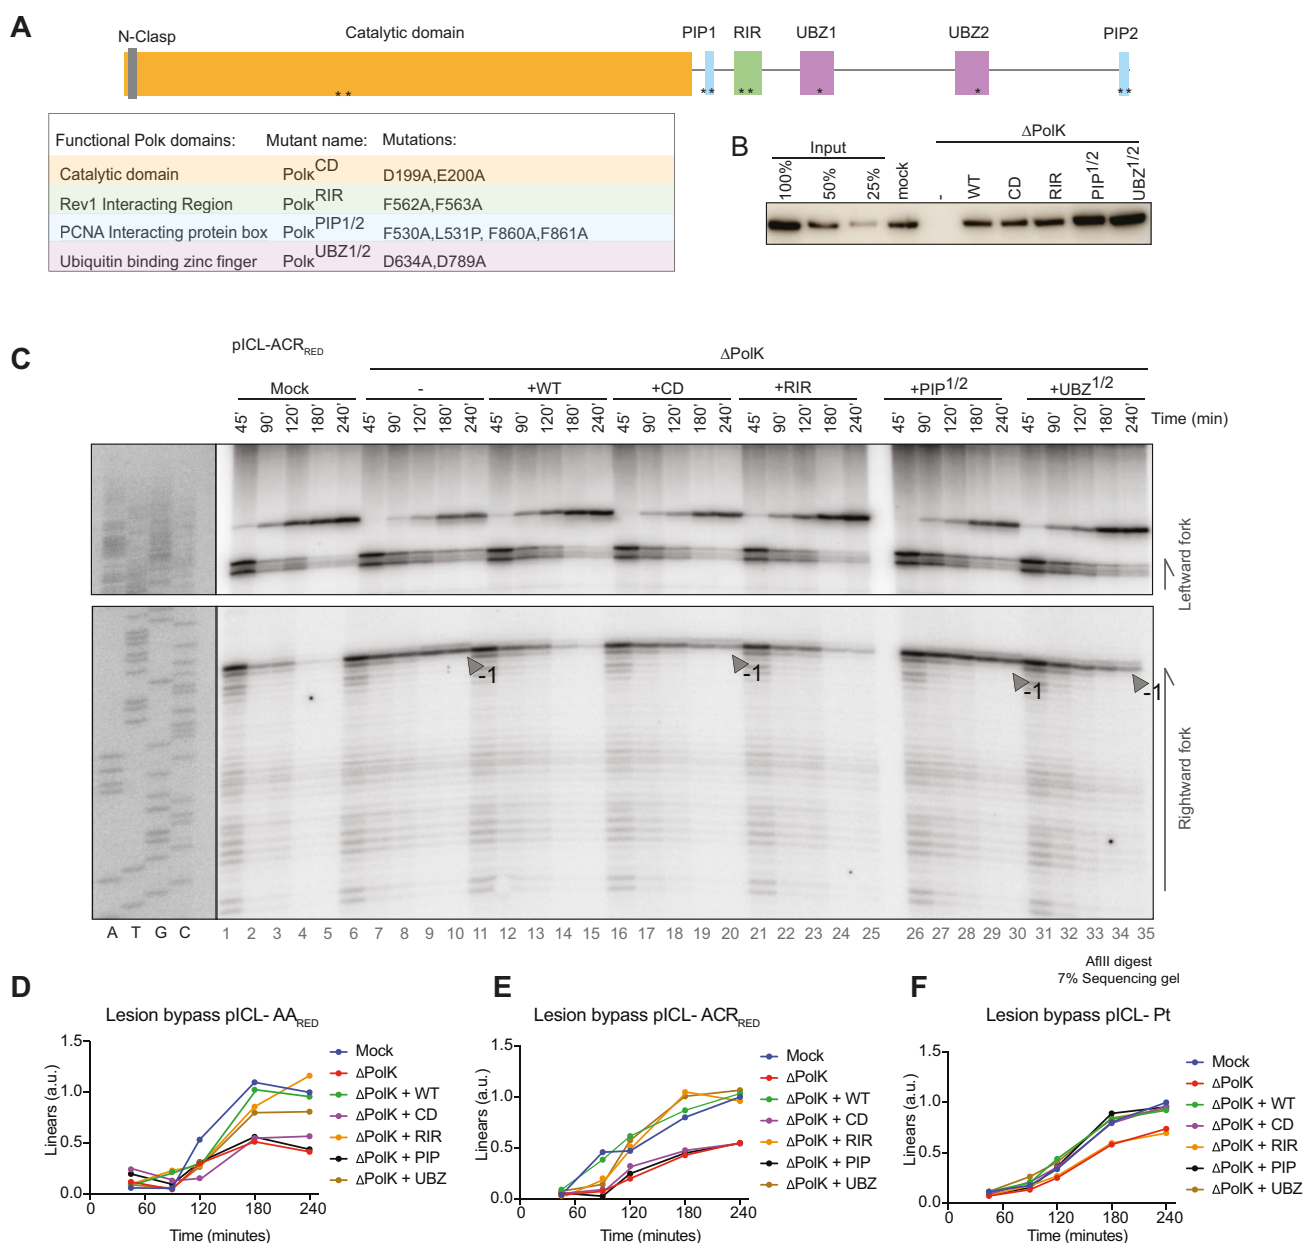 A
N-Clasp
Catalytic domain
PIP1
RIR
UBZ1
UBZ2
PIP2
** ** ** * * **
Functional Polκ domains: Mutant name: Mutations:
Catalytic domain Polκ^CD D199A,E200A
Rev1 Interacting Region Polκ^RIR F562A,F563A
PCNA Interacting protein box Polκ^PIP1/2 F530A,L531P, F860A,F861A
Ubiquitin binding zinc finger Polκ^UBZ1/2 D634A,D789A
B
Input
ΔPolK
100% 50% 25% mock - WT CD RIR PIP1/2 UBZ1/2
C
pICL-ACR_RED
ΔPolK
Mock - +WT +CD +RIR +PIP1/2 +UBZ1/2
45' 90' 120' 180' 240' 45' 90' 120' 180' 240' 45' 90' 120' 180' 240' 45' 90' 120' 180' 240' 45' 90' 120' 180' 240' 45' 90' 120' 180' 240' 45' 90' 120' 180' 240' Time (min)
Leftward fork
-1 -1 -1 -1
Rightward fork
A T G C 1 2 3 4 5 6 7 8 9 10 11 12 13 14 15 16 17 18 19 20 21 22 23 24 25 26 27 28 29 30 31 32 33 34 35
AflII digest
7% Sequencing gel
D
Lesion bypass pICL- AA_RED
Linears (a.u.)
1.5
1.0
0.5
0.0
0 60 120 180 240
Time (minutes)
Mock
ΔPolK
ΔPolK + WT
ΔPolK + CD
ΔPolK + RIR
ΔPolK + PIP
ΔPolK + UBZ
E
Lesion bypass pICL- ACR_RED
Linears (a.u.)
1.5
1.0
0.5
0.0
0 60 120 180 240
Time (minutes)
Mock
ΔPolK
ΔPolK + WT
ΔPolK + CD
ΔPolK + RIR
ΔPolK + PIP
ΔPolK + UBZ
F
Lesion bypass pICL- Pt
Linears (a.u.)
1.5
1.0
0.5
0.0
0 60 120 180 240
Time (minutes)
Mock
ΔPolK
ΔPolK + WT
ΔPolK + CD
ΔPolK + RIR
ΔPolK + PIP
ΔPolK + UBZ